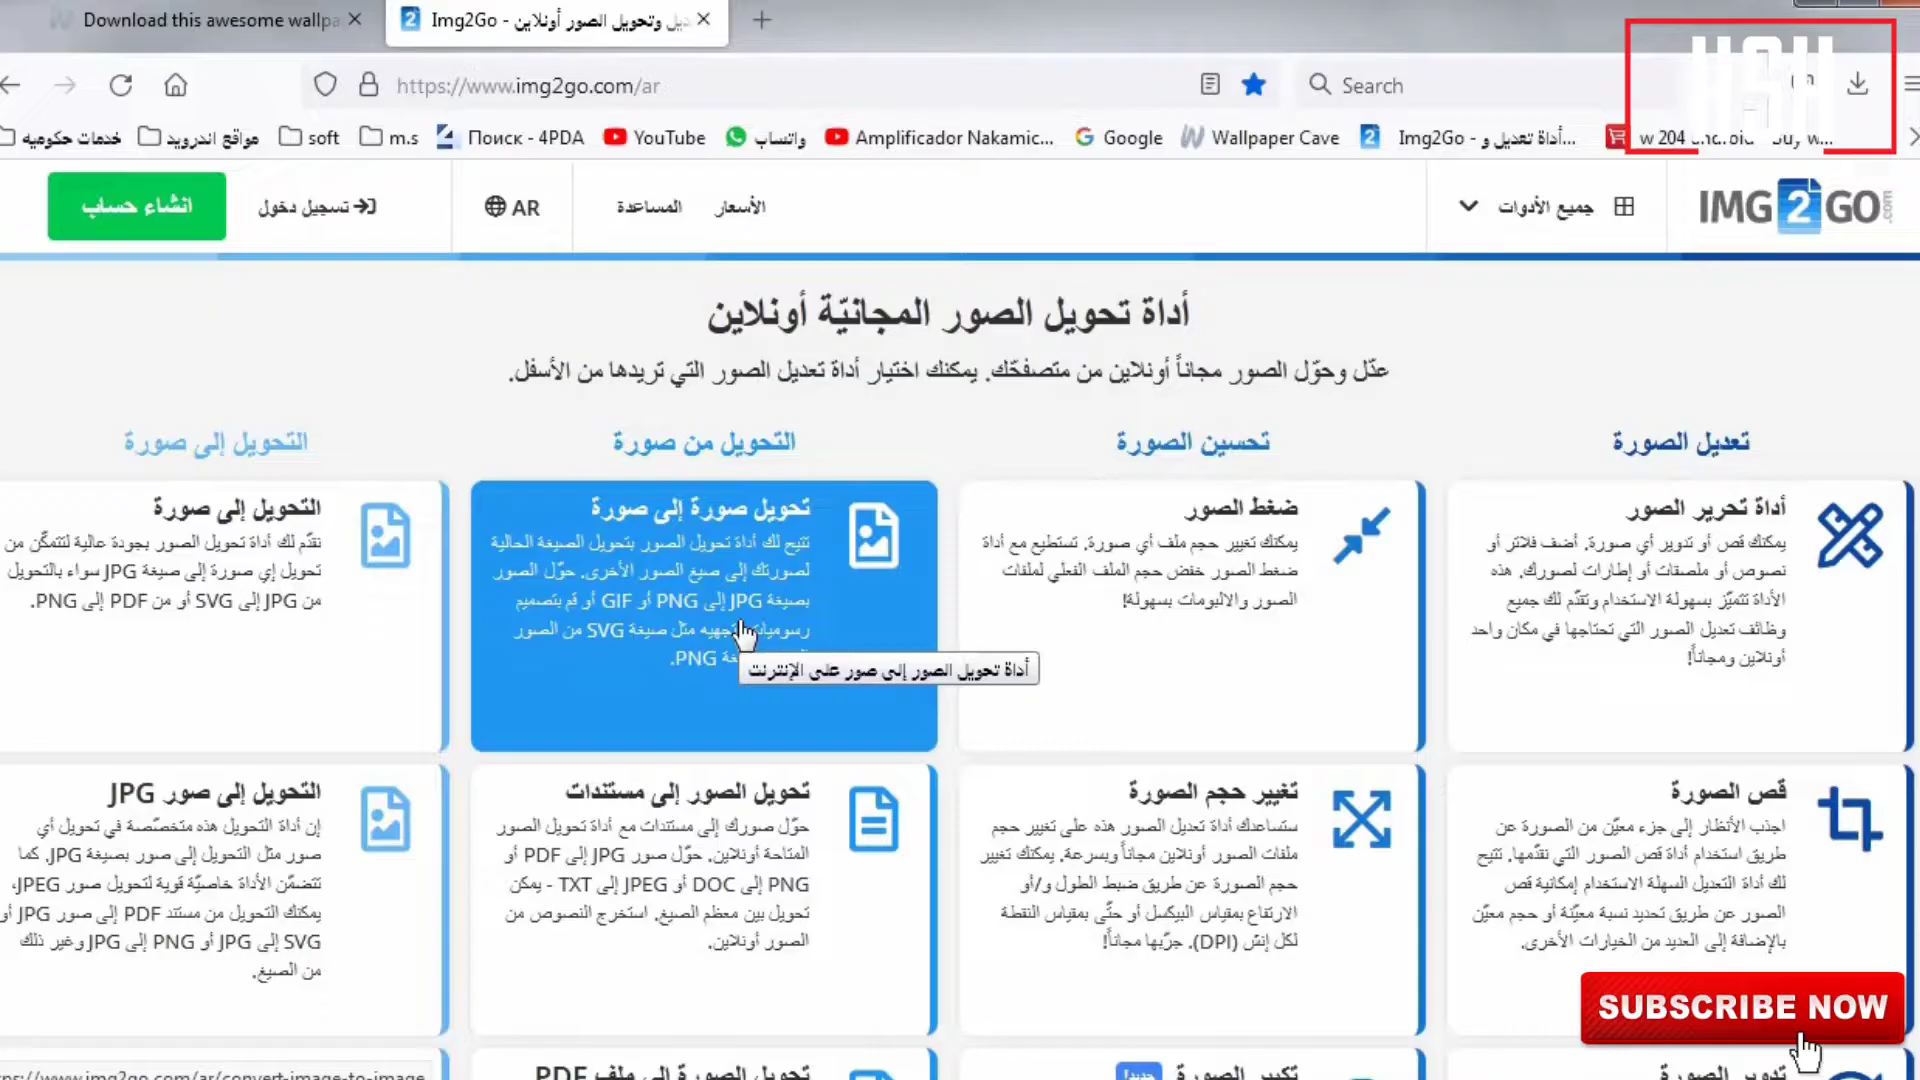 Download this awesome wallpa
Img2Go - ديل وتحويل الصور أونلاين
https://www.img2go.com/ar
Search
HSH
خدمات حكوميه
مواقع اندرويد
soft
m.s
Поиск - 4PDA
YouTube
واتساب
Amplificador Nakamic...
Google
Wallpaper Cave
Img2Go - أداة تعديل و...
w 204
انشاء حساب
تسجيل دخول
AR
المساعدة
الأسعار
جميع الأدوات
IMG2GO.com
أداة تحويل الصور المجانيّة أونلاين
عدّل وحوّل الصور مجاناً أونلاين من متصفحّك. يمكنك اختيار أداة تعديل الصور التي تريدها من الأسفل.
تعديل الصورة
أداة تحرير الصور
يمكنك قص أو تدوير أي صورة. أضف فلاتر أو
نصوص أو ملصقات أو إطارات لصورك. هذه
الأداة تتميّز بسهولة الاستخدام وتقدّم لك جميع
وظائف تعديل الصور التي تحتاجها في مكان واحد
أونلاين ومجاناً!
قص الصورة
اجذب الأنظار إلى جزء معيّن من الصورة عن
طريق استخدام أداة قص الصور التي نقدّمها. تتيح
لك أداة التعديل السهلة الاستخدام إمكانية قص
الصور عن طريق تحديد نسبة معيّنة أو حجم معيّن
بالإضافة إلى العديد من الخيارات الأخرى.
تدوير الصورة
تحسين الصورة
ضغط الصور
يمكنك تغيير حجم ملف أي صورة. تستطيع مع أداة
ضغط الصور خفض حجم الملف الفعلي لملفات
الصور والالبومات بسهولة!
تغيير حجم الصورة
ستساعدك أداة تعديل الصور هذه على تغيير حجم
ملفات الصور أونلاين مجاناً وبسرعة. يمكنك تغيير
حجم الصورة عن طريق ضبط الطول و/أو
الارتفاع بمقياس البيكسل أو حتّى بمقياس النقطة
لكل إنش (DPI). جرّبها مجاناً!
تكبير الصورة
جديد!
التحويل من صورة
تحويل صورة إلى صورة
تتيح لك أداة تحويل الصور بتحويل الصيغة الحالية
لصورتك إلى صيغ الصور الأخرى. حوّل الصور
بصيغة JPG إلى PNG أو GIF أو قم بتصميم
رسوميات تجهيه مثل صيغة SVG من الصور
غة PNG.
أداة تحويل الصور إلى صور على الإنترنت
تحويل الصور إلى مستندات
حوّل صورك إلى مستندات مع أداة تحويل الصور
المتاحة أونلاين. حوّل صور JPG إلى PDF أو
PNG إلى DOC أو JPEG إلى TXT - يمكن
تحويل بين معظم الصيغ. استخرج النصوص من
الصور أونلاين.
تحويل الصورة إلى ملف PDF
التحويل إلى صورة
التحويل إلى صورة
نقدّم لك أداة تحويل الصور بجودة عالية لتتمكّن من
تحويل إي صورة إلى صيغة JPG سواء بالتحويل
من JPG إلى SVG أو من PDF إلى PNG.
التحويل إلى صور JPG
إن أداة التحويل هذه متخصّصة في تحويل أي
صور مثل التحويل إلى صور بصيغة JPG. كما
تتضمّن الأداة خاصيّة قوية لتحويل صور JPEG،
يمكنك التحويل من مستند PDF إلى صور JPG أو
SVG إلى JPG أو PNG إلى JPG وغير ذلك
من الصيغ.
ps://www.img2go.com/ar/convert-image-to-image
SUBSCRIBE NOW